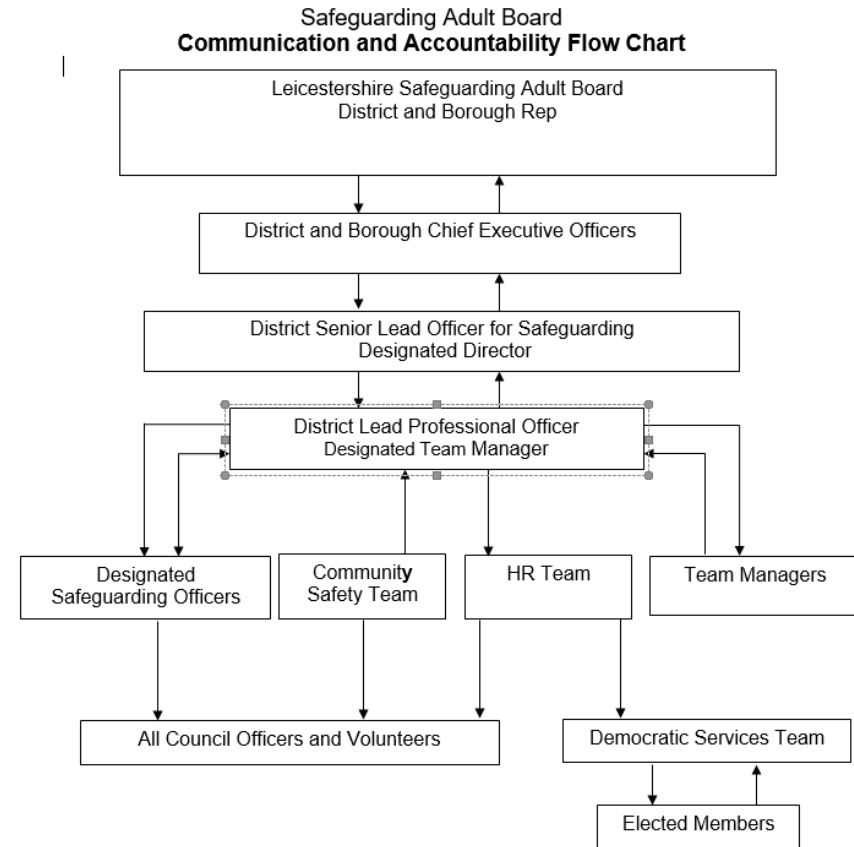 Safeguarding Adult Board
Communication and Accountability Flow Chart
Leicestershire Safeguarding Adult Board
District and Borough Rep
District and Borough Chief Executive Officers
District Senior Lead Officer for Safeguarding
Designated Director
District Lead Professional Officer
Designated Team Manager
Designated
Safeguarding Officers
Community
Safety Team
HR Team
Team Managers
All Council Officers and Volunteers
Democratic Services Team
Elected Members